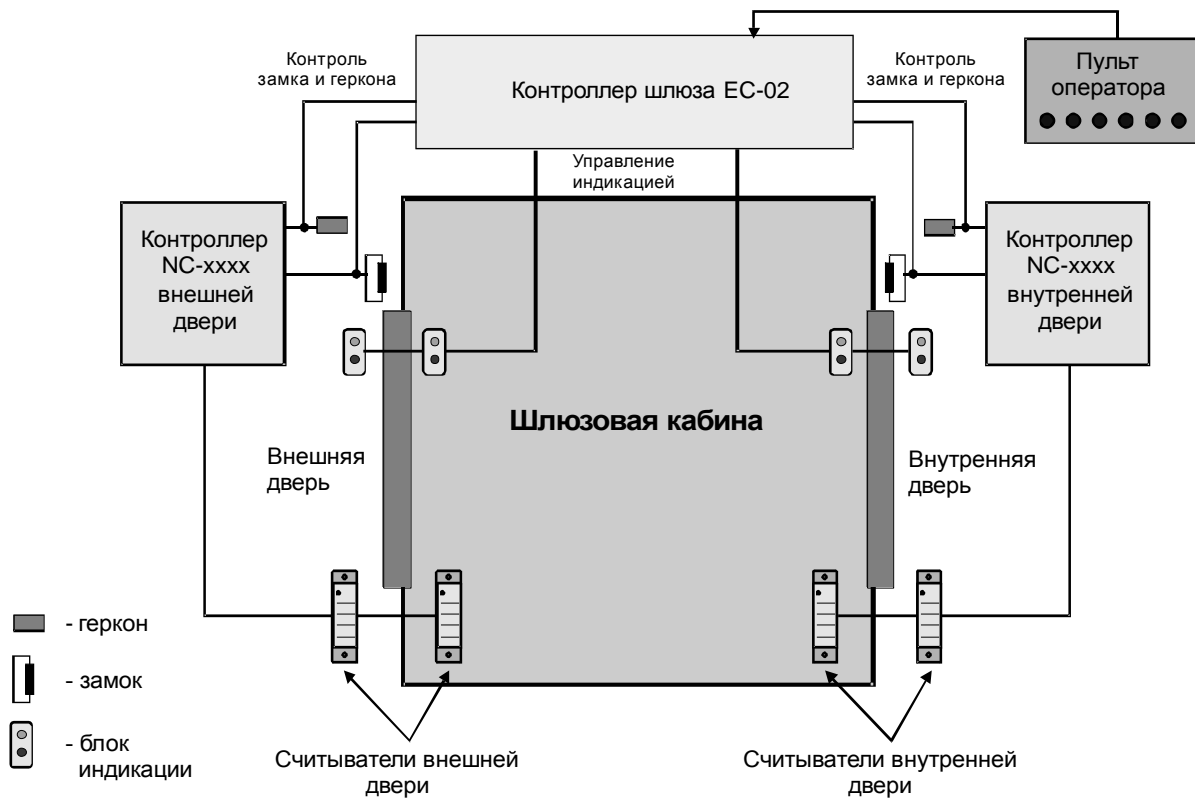 Контроль
замка и геркона
Контроллер шлюза ЕС-02
Контроль
замка и геркона
Пульт
оператора
Управление
индикацией
Контроллер
NC-xxxx
внешней
двери
Контроллер
NC-xxxx
внутренней
двери
Шлюзовая кабина
Внешняя
дверь
Внутренняя
дверь
- геркон
- замок
- блок
индикации
Считыватели внешней
двери
Считыватели внутренней
двери